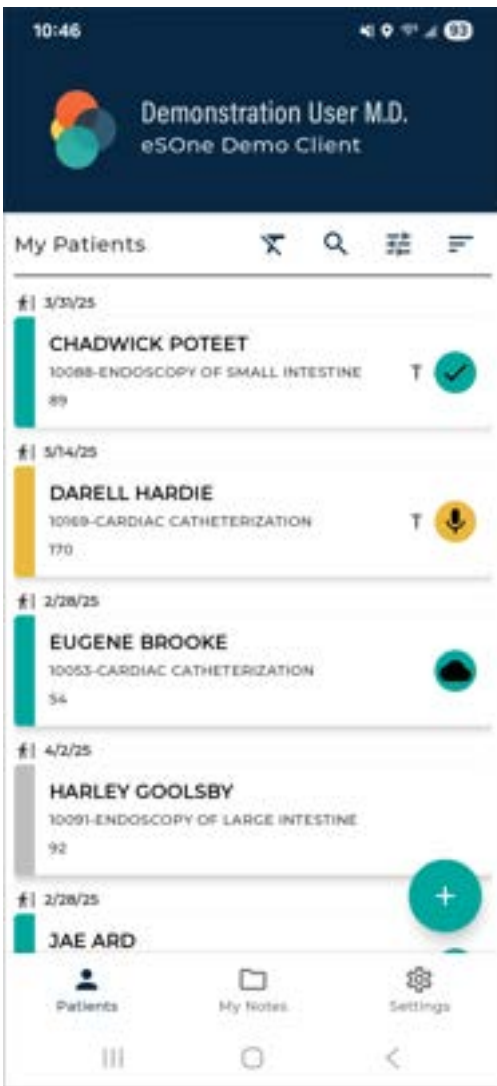 10:46
93
Demonstration User M.D.
eSOne Demo Client
My Patients
3/31/25
CHADWICK POTEET
10088-ENDOSCOPY OF SMALL INTESTINE
T
89
5/14/25
DARELL HARDIE
10169-CARDIAC CATHETERIZATION
T
170
2/28/25
EUGENE BROOKE
10053-CARDIAC CATHETERIZATION
54
4/2/25
HARLEY GOOLSBY
10091-ENDOSCOPY OF LARGE INTESTINE
92
2/28/25
JAE ARD
Patients
My Notes
Settings